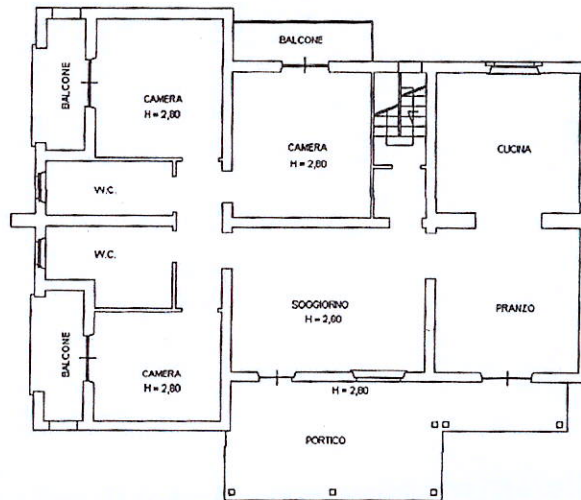 BALCONE
BALCONE
CAMERA
H = 2,80
CAMERA
H = 2,80
CUCINA
W.C.
W.C.
SOGGIORNO
H = 2,80
PRANZO
BALCONE
CAMERA
H = 2,80
H = 2,80
PORTICO